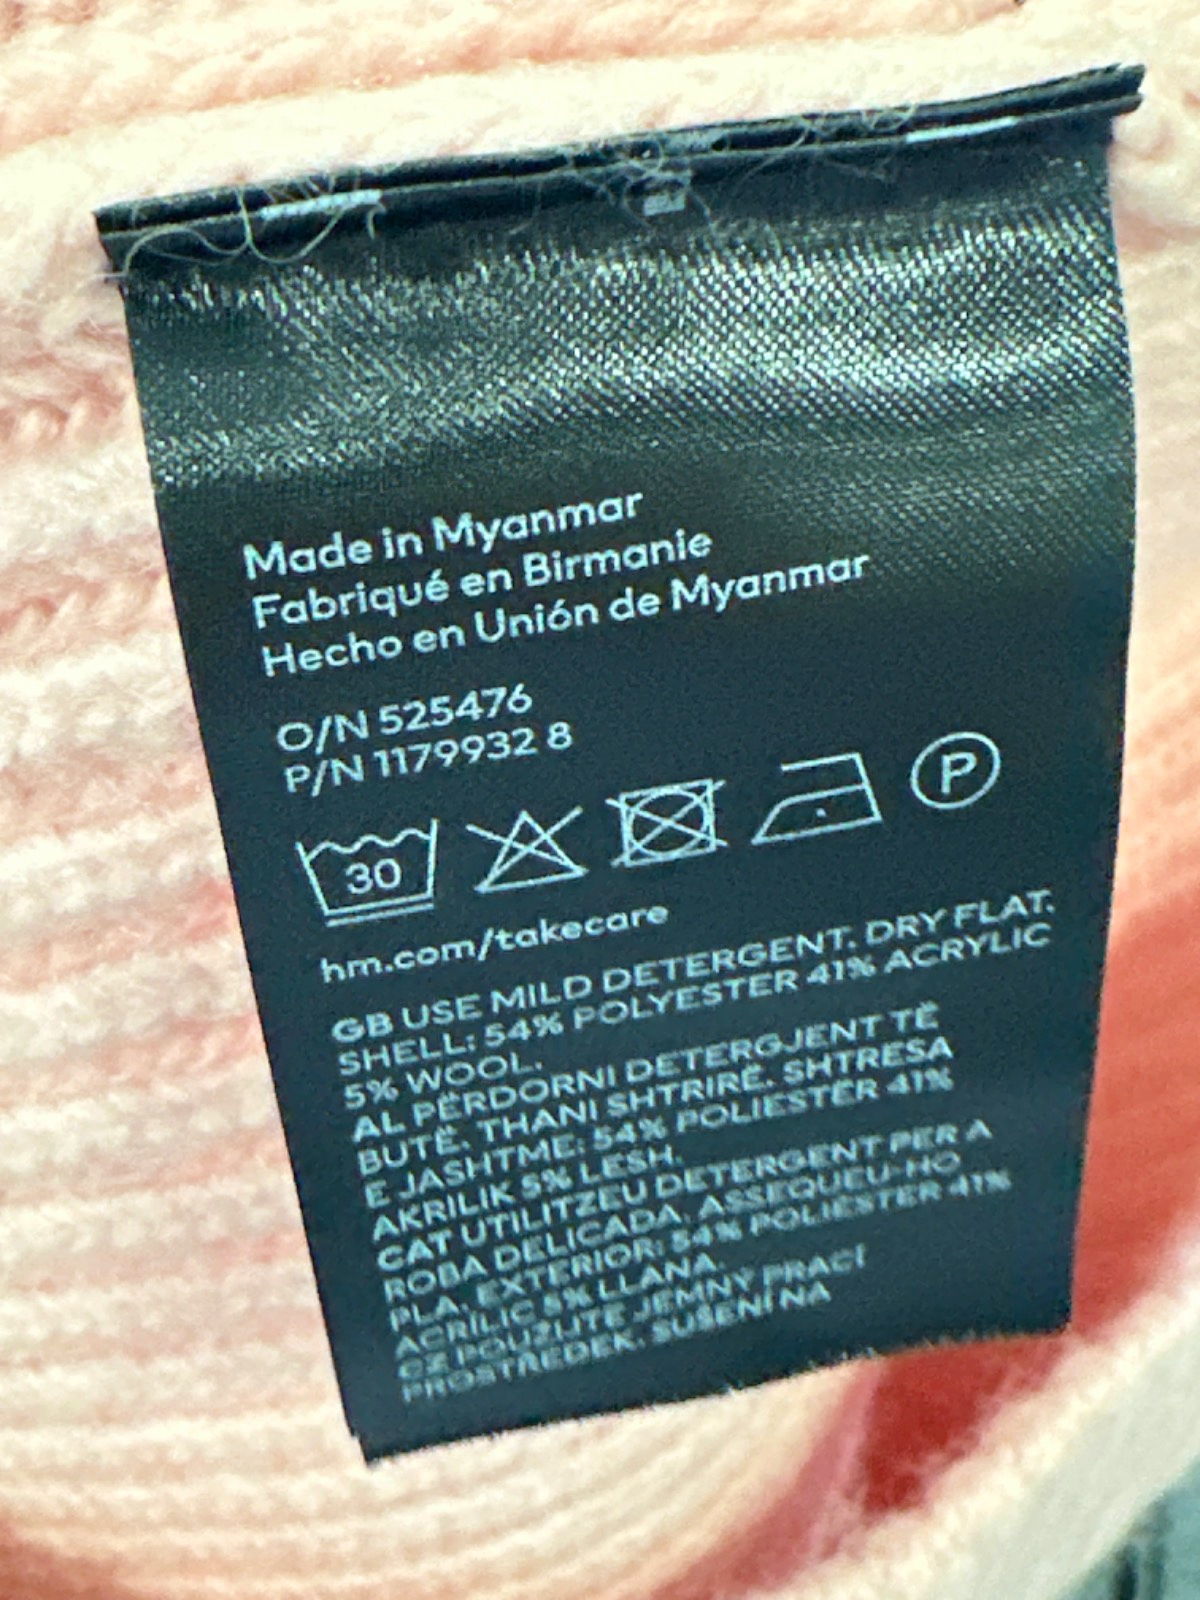 Made in Myanmar
Fabriqué en Birmanie
Hecho en Unión de Myanmar
O/N 525476
P/N 1179932 8
30
P
hm.com/takecare
GB USE MILD DETERGENT. DRY FLAT.
SHELL: 54% POLYESTER 41% ACRYLIC
5% WOOL.
AL PËRDORNI DETERGJENT TË
BUTË. THANI SHTRIRË. SHTRESA
E JASHTME: 54% POLIESTËR 41%
AKRILIK 5% LESH.
CAT UTILITZEU DETERGENT PER A
ROBA DELICADA. ASSEQUEU-HO
PLA. EXTERIOR: 54% POLIÈSTER 41%
ACRÍLIC 5% LLANA.
CZ POUŽIJTE JEMNÝ PRACÍ
PROSTŘEDEK. SUŠENÍ NA